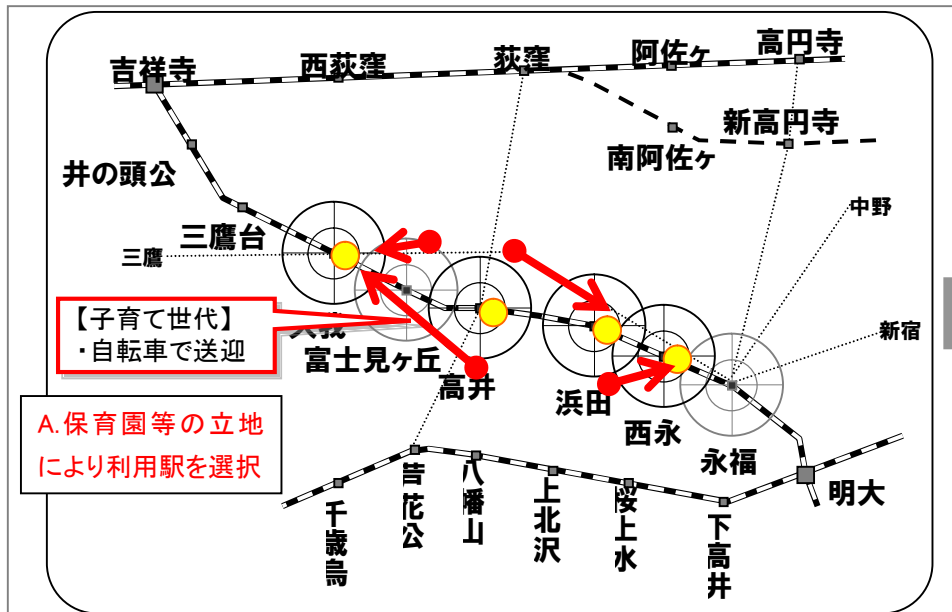 高円寺
阿佐ヶ
荻窪
西荻窪
吉祥寺
新高円寺
南阿佐ヶ
井の頭公
中野
三鷹台
三鷹
【子育て世代】
・自転車で送迎
新宿
富士見ヶ丘
高井
浜田
西永
永福
A.保育園等の立地
により利用駅を選択
明大
千歳烏
芦花公
八幡山
上北沢
桜上水
下高井